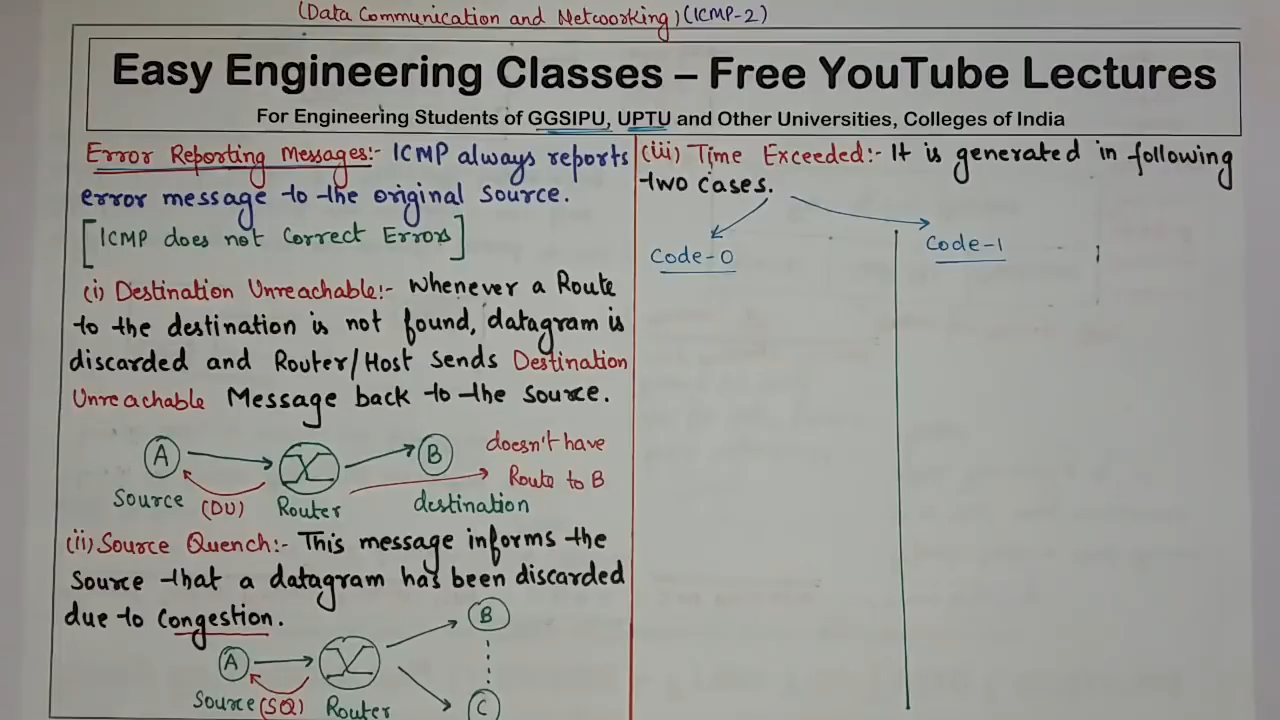 (Data Communication and Networking) (ICMP-2)
Easy Engineering Classes – Free YouTube Lectures
For Engineering Students of GGSIPU, UPTU and Other Universities, Colleges of India
Error Reporting Messages:- ICMP always reports
error message to the original source.
[ICMP does not Correct Errors]
(i) Destination Unreachable:- Whenever a Route
to the destination is not found, datagram is
discarded and Router/Host sends Destination
Unreachable Message back to the source.
A
B
doesn't have
Route to B
Source
(DU)
Router
destination
(ii) Source Quench:- This message informs the
Source that a datagram has been discarded
due to Congestion.
A
B
Source
(SQ)
Router
C
(iii) Time Exceeded:- It is generated in following
two cases.
Code-0
Code-1